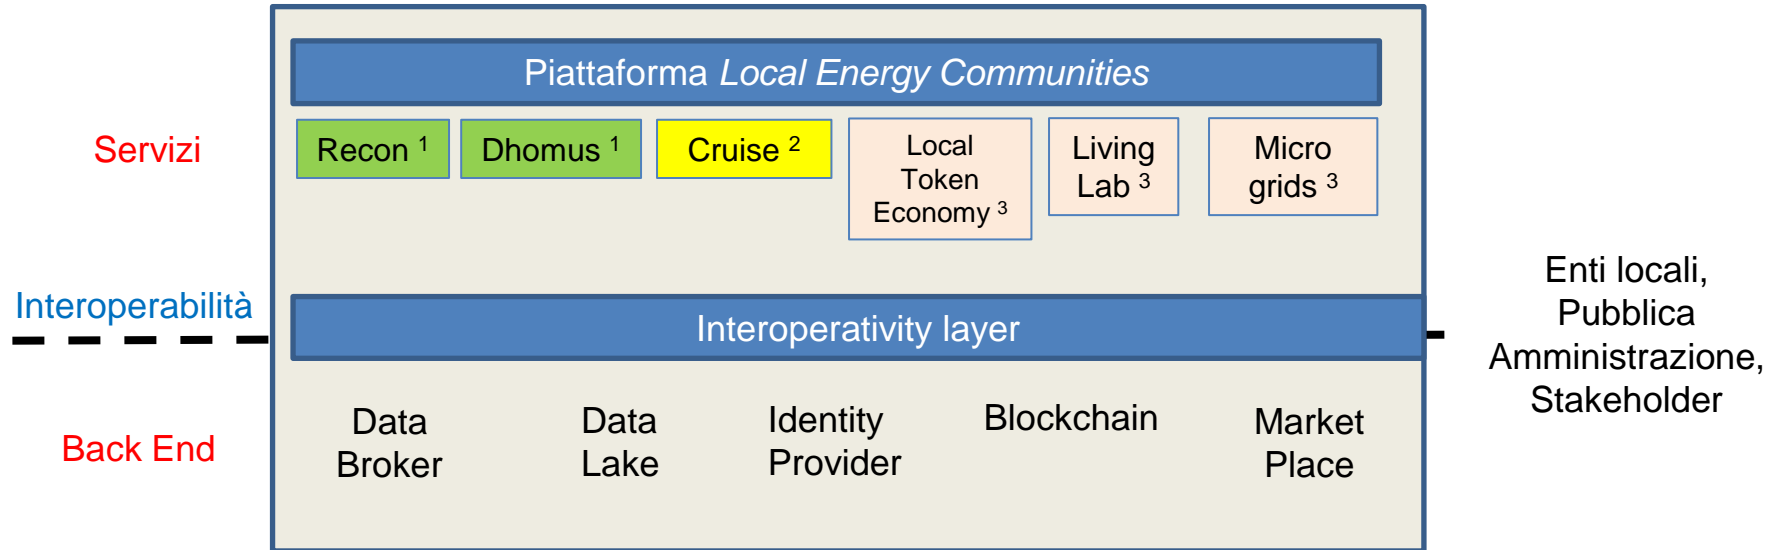 Piattaforma Local Energy Communities
Servizi
Recon ¹
Dhomus ¹
Cruise ²
Local
Token
Economy ³
Living
Lab ³
Micro
grids ³
Interoperabilità
Interoperativity layer
Enti locali,
Pubblica
Amministrazione,
Stakeholder
Back End
Data
Broker
Data
Lake
Identity
Provider
Blockchain
Market
Place